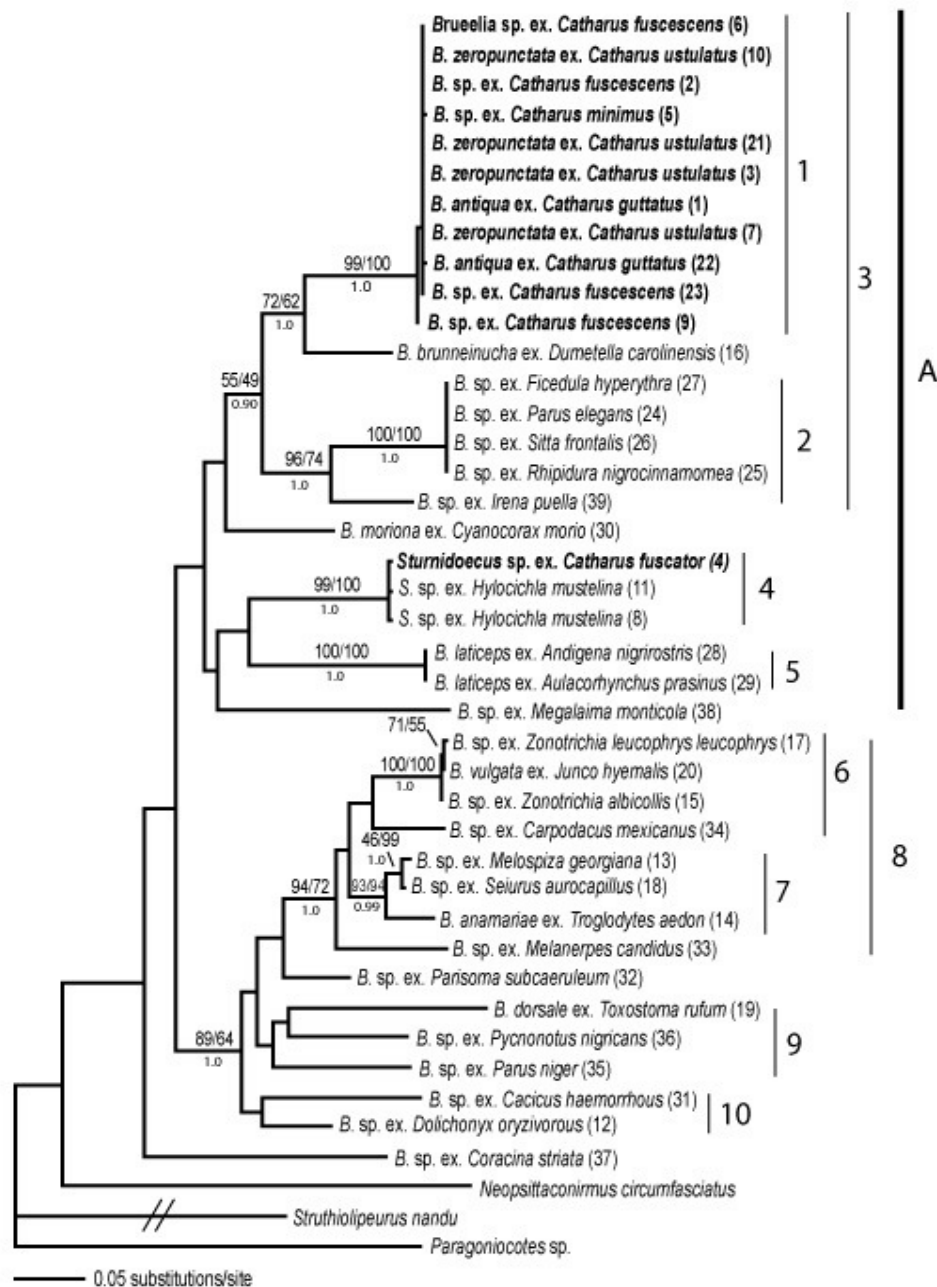 Brueelia sp. ex. Catharus fuscescens (6)
B. zeropunctata ex. Catharus ustulatus (10)
B. sp. ex. Catharus fuscescens (2)
B. sp. ex. Catharus minimus (5)
B. zeropunctata ex. Catharus ustulatus (21)
B. zeropunctata ex. Catharus ustulatus (3)
1
B. antiqua ex. Catharus guttatus (1)
B. zeropunctata ex. Catharus ustulatus (7)
99/100
1.0
B. antiqua ex. Catharus guttatus (22)
3
B. sp. ex. Catharus fuscescens (23)
72/62
1.0
B. sp. ex. Catharus fuscescens (9)
B. brunneinucha ex. Dumetella carolinensis (16)
A
55/49
0.90
B. sp. ex. Ficedula hyperythra (27)
B. sp. ex. Parus elegans (24)
100/100
1.0
B. sp. ex. Sitta frontalis (26)
2
96/74
1.0
B. sp. ex. Rhipidura nigrocinnamomea (25)
B. sp. ex. Irena puella (39)
B. moriona ex. Cyanocorax morio (30)
Sturnidoecus sp. ex. Catharus fuscator (4)
99/100
1.0
S. sp. ex. Hylocichla mustelina (11)
4
S. sp. ex. Hylocichla mustelina (8)
100/100
1.0
B. laticeps ex. Andigena nigrirostris (28)
5
B. laticeps ex. Aulacorhynchus prasinus (29)
B. sp. ex. Megalaima monticola (38)
71/55
B. sp. ex. Zonotrichia leucophrys leucophrys (17)
100/100
1.0
B. vulgata ex. Junco hyemalis (20)
6
B. sp. ex. Zonotrichia albicollis (15)
B. sp. ex. Carpodacus mexicanus (34)
8
46/99
1.0
B. sp. ex. Melospiza georgiana (13)
93/94
0.99
B. sp. ex. Seiurus aurocapillus (18)
7
94/72
1.0
B. anamariae ex. Troglodytes aedon (14)
B. sp. ex. Melanerpes candidus (33)
B. sp. ex. Parisoma subcaeruleum (32)
B. dorsale ex. Toxostoma rufum (19)
89/64
1.0
B. sp. ex. Pycnonotus nigricans (36)
9
B. sp. ex. Parus niger (35)
B. sp. ex. Cacicus haemorrhous (31)
10
B. sp. ex. Dolichonyx oryzivorous (12)
B. sp. ex. Coracina striata (37)
Neopsittaconirmus circumfasciatus
Struthiolipeurus nandu
Paragoniocotes sp.
0.05 substitutions/site